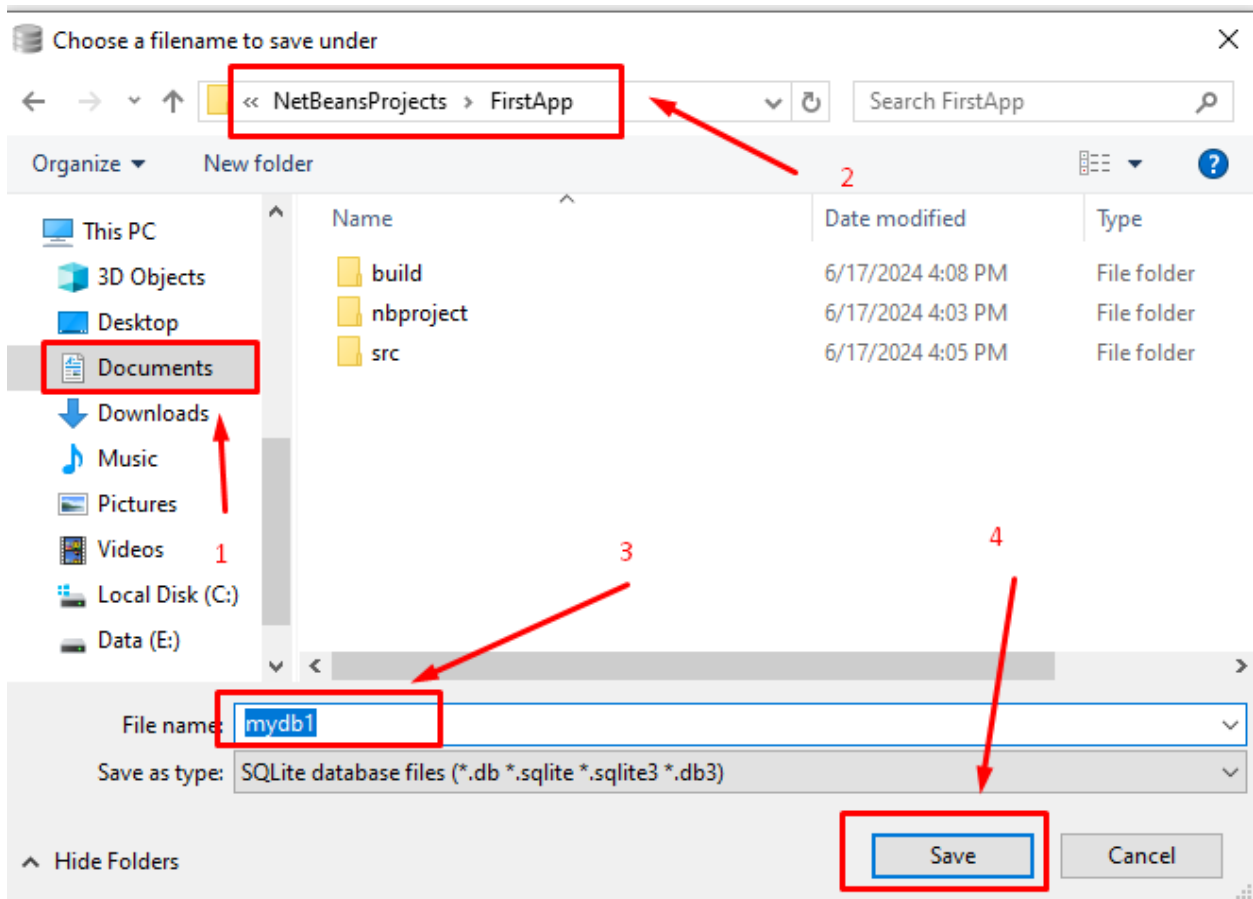 Choose a filename to save under
« NetBeansProjects > FirstApp
Search FirstApp
Organize
New folder
?
2
Name
Date modified
Type
This PC
3D Objects
Desktop
Documents
Downloads
Music
Pictures
Videos
Local Disk (C:)
Data (E:)
build 6/17/2024 4:08 PM File folder
nbproject 6/17/2024 4:03 PM File folder
src 6/17/2024 4:05 PM File folder
1
3
4
File name: mydb1
Save as type: SQLite database files (*.db *.sqlite *.sqlite3 *.db3)
Hide Folders
Save
Cancel